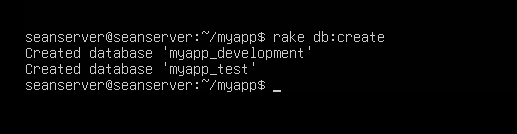 seanserver@seanserver:~/myapp$ rake db:create
Created database 'myapp_development'
Created database 'myapp_test'
seanserver@seanserver:~/myapp$ _